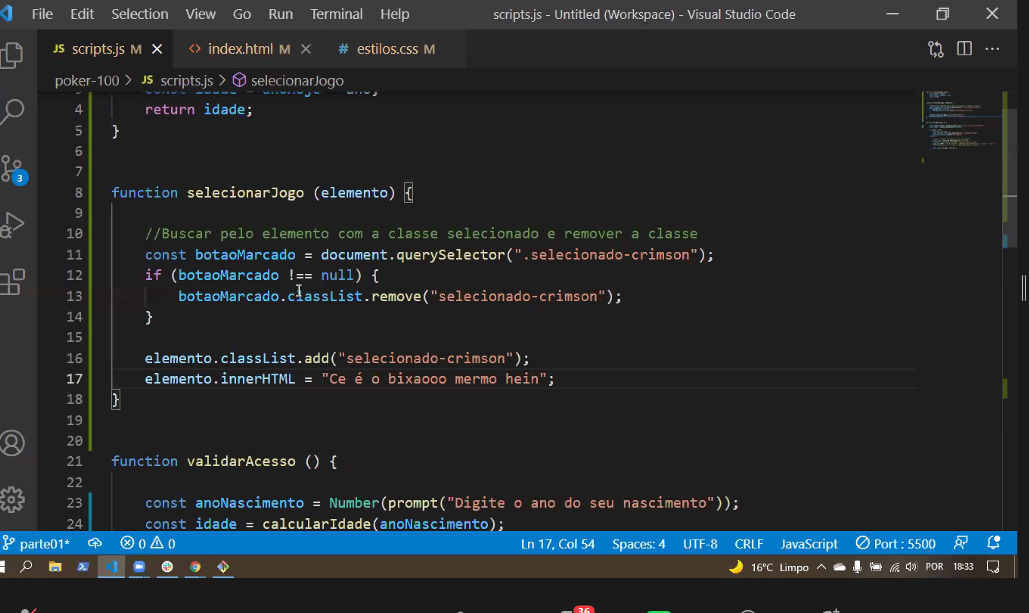 File Edit Selection View Go Run Terminal Help scripts.js - Untitled (Workspace) - Visual Studio Code
JS scripts.js M index.html M # estilos.css M
poker-100 > JS scripts.js > selecionarJogo
4 return idade;
5 }
6
7
8 function selecionarJogo (elemento) {
9
10 //Buscar pelo elemento com a classe selecionado e remover a classe
11 const botaoMarcado = document.querySelector(".selecionado-crimson");
12 if (botaoMarcado !== null) {
13 botaoMarcado.classList.remove("selecionado-crimson");
14 }
15
16 elemento.classList.add("selecionado-crimson");
17 elemento.innerHTML = "Ce é o bixaooo mermo hein";
18 }
19
20
21 function validarAcesso () {
22
23 const anoNascimento = Number(prompt("Digite o ano do seu nascimento"));
24 const idade = calcularIdade(anoNascimento);
3
parte01* 0 0 Ln 17, Col 54 Spaces: 4 UTF-8 CRLF JavaScript Port : 5500
16°C Limpo POR 18:33
36